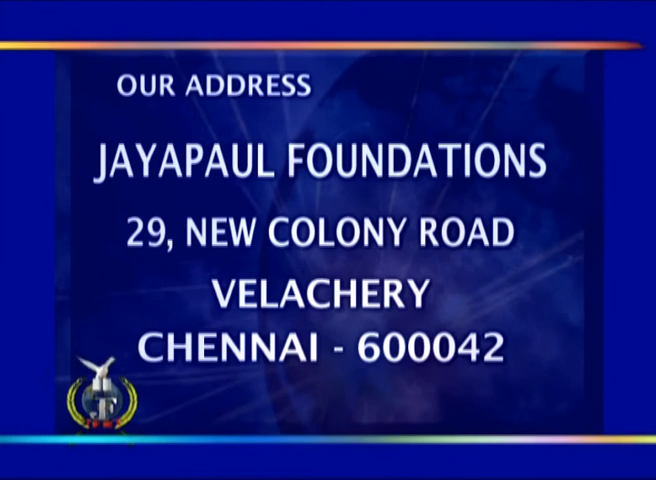 OUR ADDRESS
JAYAPAUL FOUNDATIONS
29, NEW COLONY ROAD
VELACHERY
CHENNAI - 600042